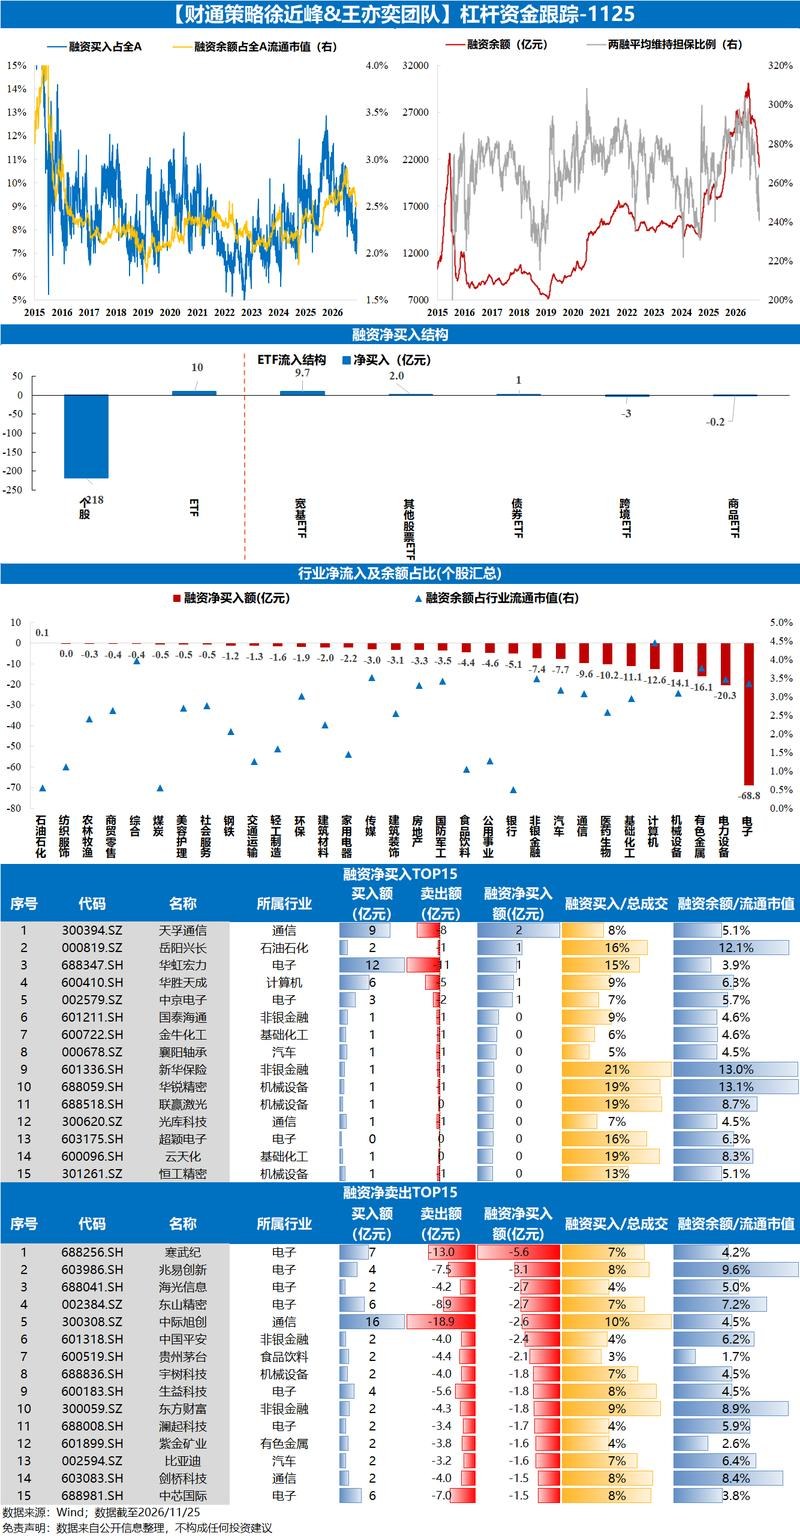 【财通策略徐近峰&王亦奕团队】杠杆资金跟踪-1125
融资买入占全A 融资余额占全A流通市值（右）
15% 14% 13% 12% 11% 10% 9% 8% 7% 6% 5%
4.0% 3.5% 3.0% 2.5% 2.0% 1.5%
2015 2016 2017 2018 2019 2020 2021 2022 2023 2024 2025 2026
融资余额（亿元） 两融平均维持担保比例（右）
32000 27000 22000 17000 12000 7000
320% 300% 280% 260% 240% 220% 200%
2015 2016 2017 2018 2019 2020 2021 2022 2023 2024 2025 2026
融资净买入结构
ETF流入结构 净买入（亿元）
50 0 -50 -100 -150 -200 -250
-218 10 9.7 2.0 1 -3 -0.2
个股 ETF 宽基ETF 其他股票ETF 债券ETF 跨境ETF 商品ETF
行业净流入及余额占比(个股汇总)
融资净买入额(亿元) 融资余额占行业流通市值(右)
10 0 -10 -20 -30 -40 -50 -60 -70 -80
5.0% 4.5% 4.0% 3.5% 3.0% 2.5% 2.0% 1.5% 1.0% 0.5% 0.0%
0.1 0.0 -0.3 -0.4 -0.4 -0.5 -0.5 -0.5 -1.2 -1.3 -1.6 -1.9 -2.0 -2.2 -3.0 -3.1 -3.3 -3.5 -4.4 -4.6 -5.1 -7.4 -7.7 -9.6 -10.2 -11.1 -12.6 -14.1 -16.1 -20.3 -68.8
石油石化 纺织服饰 农林牧渔 商贸零售 综合 煤炭 美容护理 社会服务 钢铁 交通运输 轻工制造 环保 建筑材料 家用电器 传媒 建筑装饰 房地产 国防军工 食品饮料 公用事业 银行 非银金融 汽车 通信 医药生物 基础化工 计算机 机械设备 有色金属 电力设备 电子
融资净买入TOP15
序号 代码 名称 所属行业 买入额(亿元) 卖出额(亿元) 融资净买入额(亿元) 融资买入/总成交 融资余额/流通市值
1 300394.SZ 天孚通信 通信 9 -8 2 8% 5.1%
2 000819.SZ 岳阳兴长 石油石化 2 -1 1 16% 12.1%
3 688347.SH 华虹宏力 电子 12 -11 1 15% 3.9%
4 600410.SH 华胜天成 计算机 6 -5 1 9% 6.3%
5 002579.SZ 中京电子 电子 3 -2 1 7% 5.7%
6 601211.SH 国泰海通 非银金融 1 -1 0 9% 4.6%
7 600722.SH 金牛化工 基础化工 1 -1 0 6% 4.6%
8 000678.SZ 襄阳轴承 汽车 1 -1 0 5% 4.5%
9 601336.SH 新华保险 非银金融 1 -1 0 21% 13.0%
10 688059.SH 华锐精密 机械设备 1 -1 0 19% 13.1%
11 688518.SH 联赢激光 机械设备 1 0 0 19% 8.7%
12 300620.SZ 光库科技 通信 1 -1 0 7% 4.5%
13 603175.SH 超颖电子 电子 0 0 0 16% 6.3%
14 600096.SH 云天化 基础化工 1 0 0 19% 8.3%
15 301261.SZ 恒工精密 机械设备 1 -1 0 13% 5.1%
融资净卖出TOP15
序号 代码 名称 所属行业 买入额(亿元) 卖出额(亿元) 融资净买入额(亿元) 融资买入/总成交 融资余额/流通市值
1 688256.SH 寒武纪 电子 7 -13.0 -5.6 7% 4.2%
2 603986.SH 兆易创新 电子 4 -7.5 -3.1 8% 9.6%
3 688041.SH 海光信息 电子 2 -4.2 -2.7 4% 5.0%
4 002384.SZ 东山精密 电子 6 -8.9 -2.7 7% 7.2%
5 300308.SZ 中际旭创 通信 16 -18.9 -2.6 10% 4.5%
6 601318.SH 中国平安 非银金融 2 -4.0 -2.4 4% 6.2%
7 600519.SH 贵州茅台 食品饮料 2 -4.4 -2.1 3% 1.7%
8 688836.SH 宇树科技 机械设备 2 -4.0 -1.8 7% 4.5%
9 600183.SH 生益科技 电子 4 -5.6 -1.8 8% 4.5%
10 300059.SZ 东方财富 非银金融 2 -4.3 -1.8 9% 8.9%
11 688008.SH 澜起科技 电子 2 -3.4 -1.7 4% 5.9%
12 601899.SH 紫金矿业 有色金属 2 -3.8 -1.6 4% 2.6%
13 002594.SZ 比亚迪 汽车 2 -3.2 -1.6 7% 6.4%
14 603083.SH 剑桥科技 通信 2 -4.0 -1.5 8% 8.4%
15 688981.SH 中芯国际 电子 6 -7.0 -1.5 8% 3.8%
数据来源：Wind；数据截至2026/11/25
免责声明：数据来自公开信息整理，不构成任何投资建议